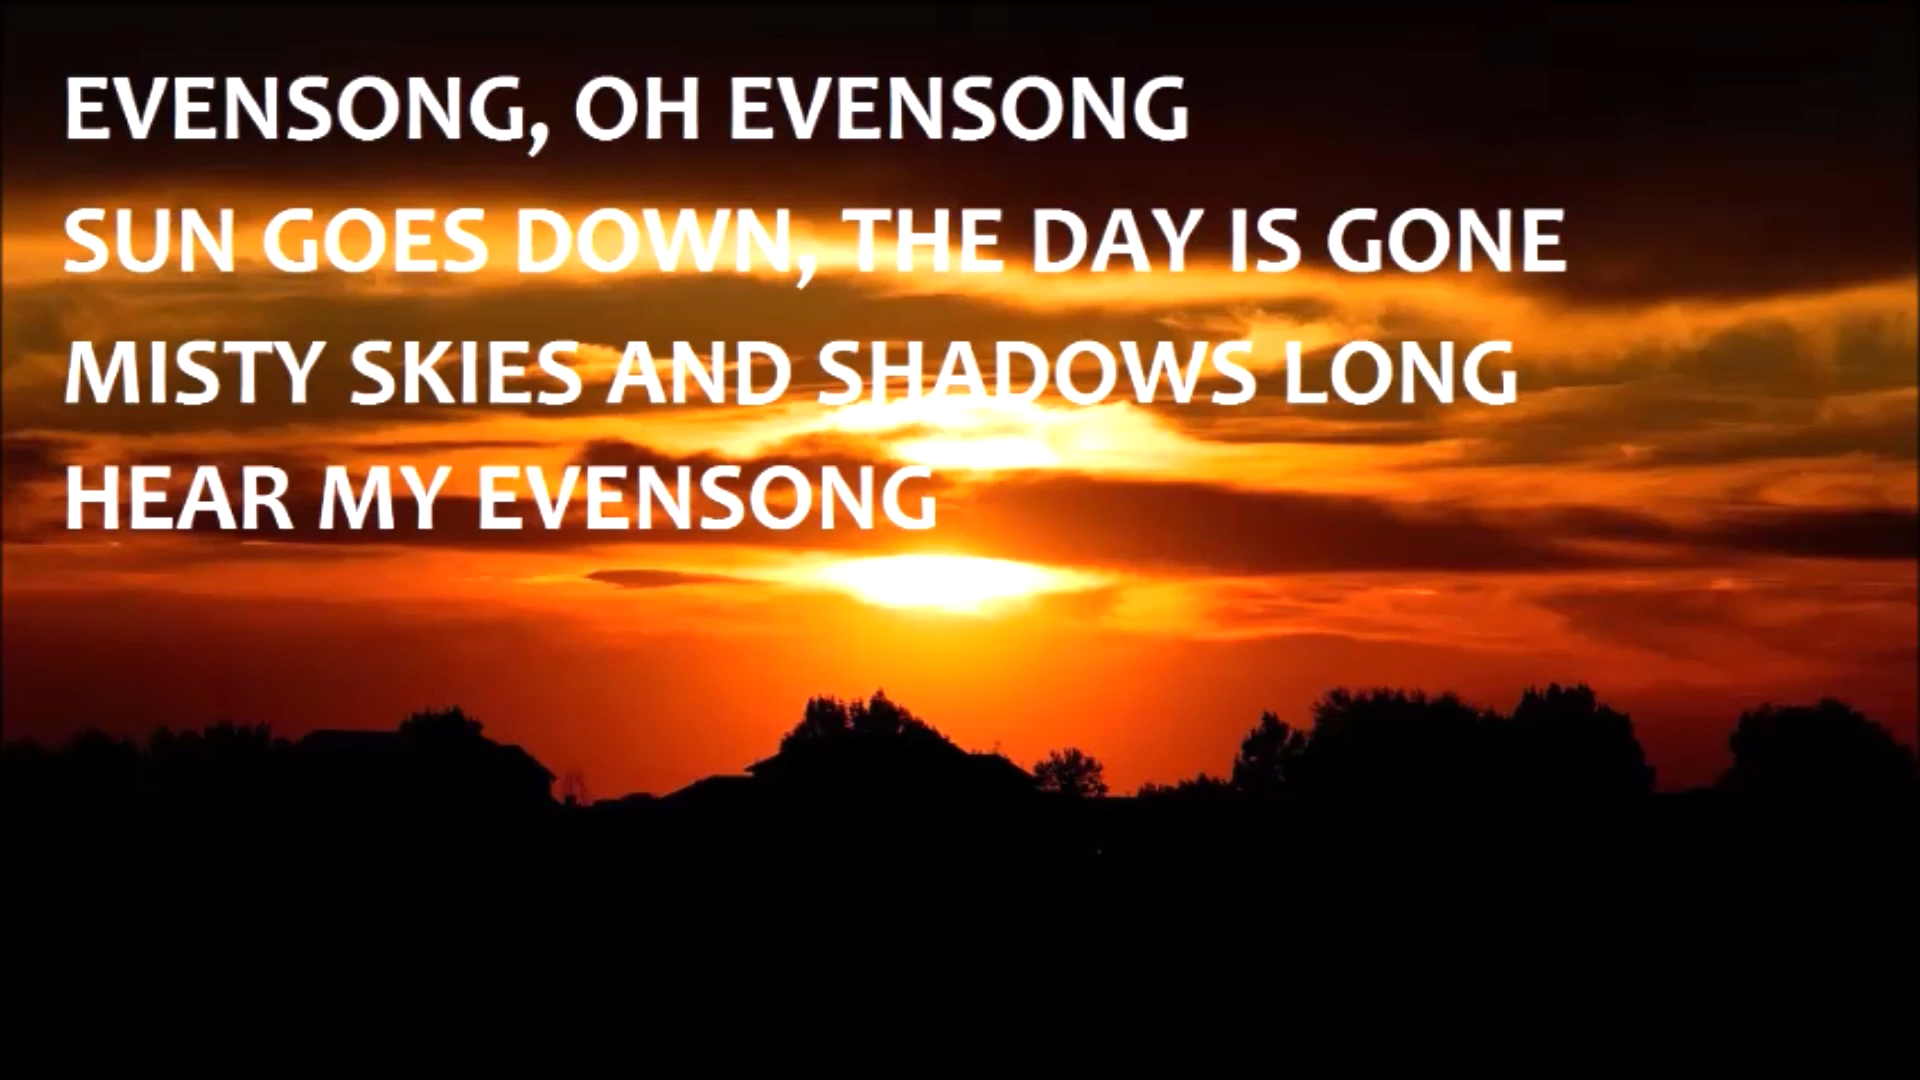 EVENSONG, OH EVENSONG
SUN GOES DOWN, THE DAY IS GONE
MISTY SKIES AND SHADOWS LONG
HEAR MY EVENSONG